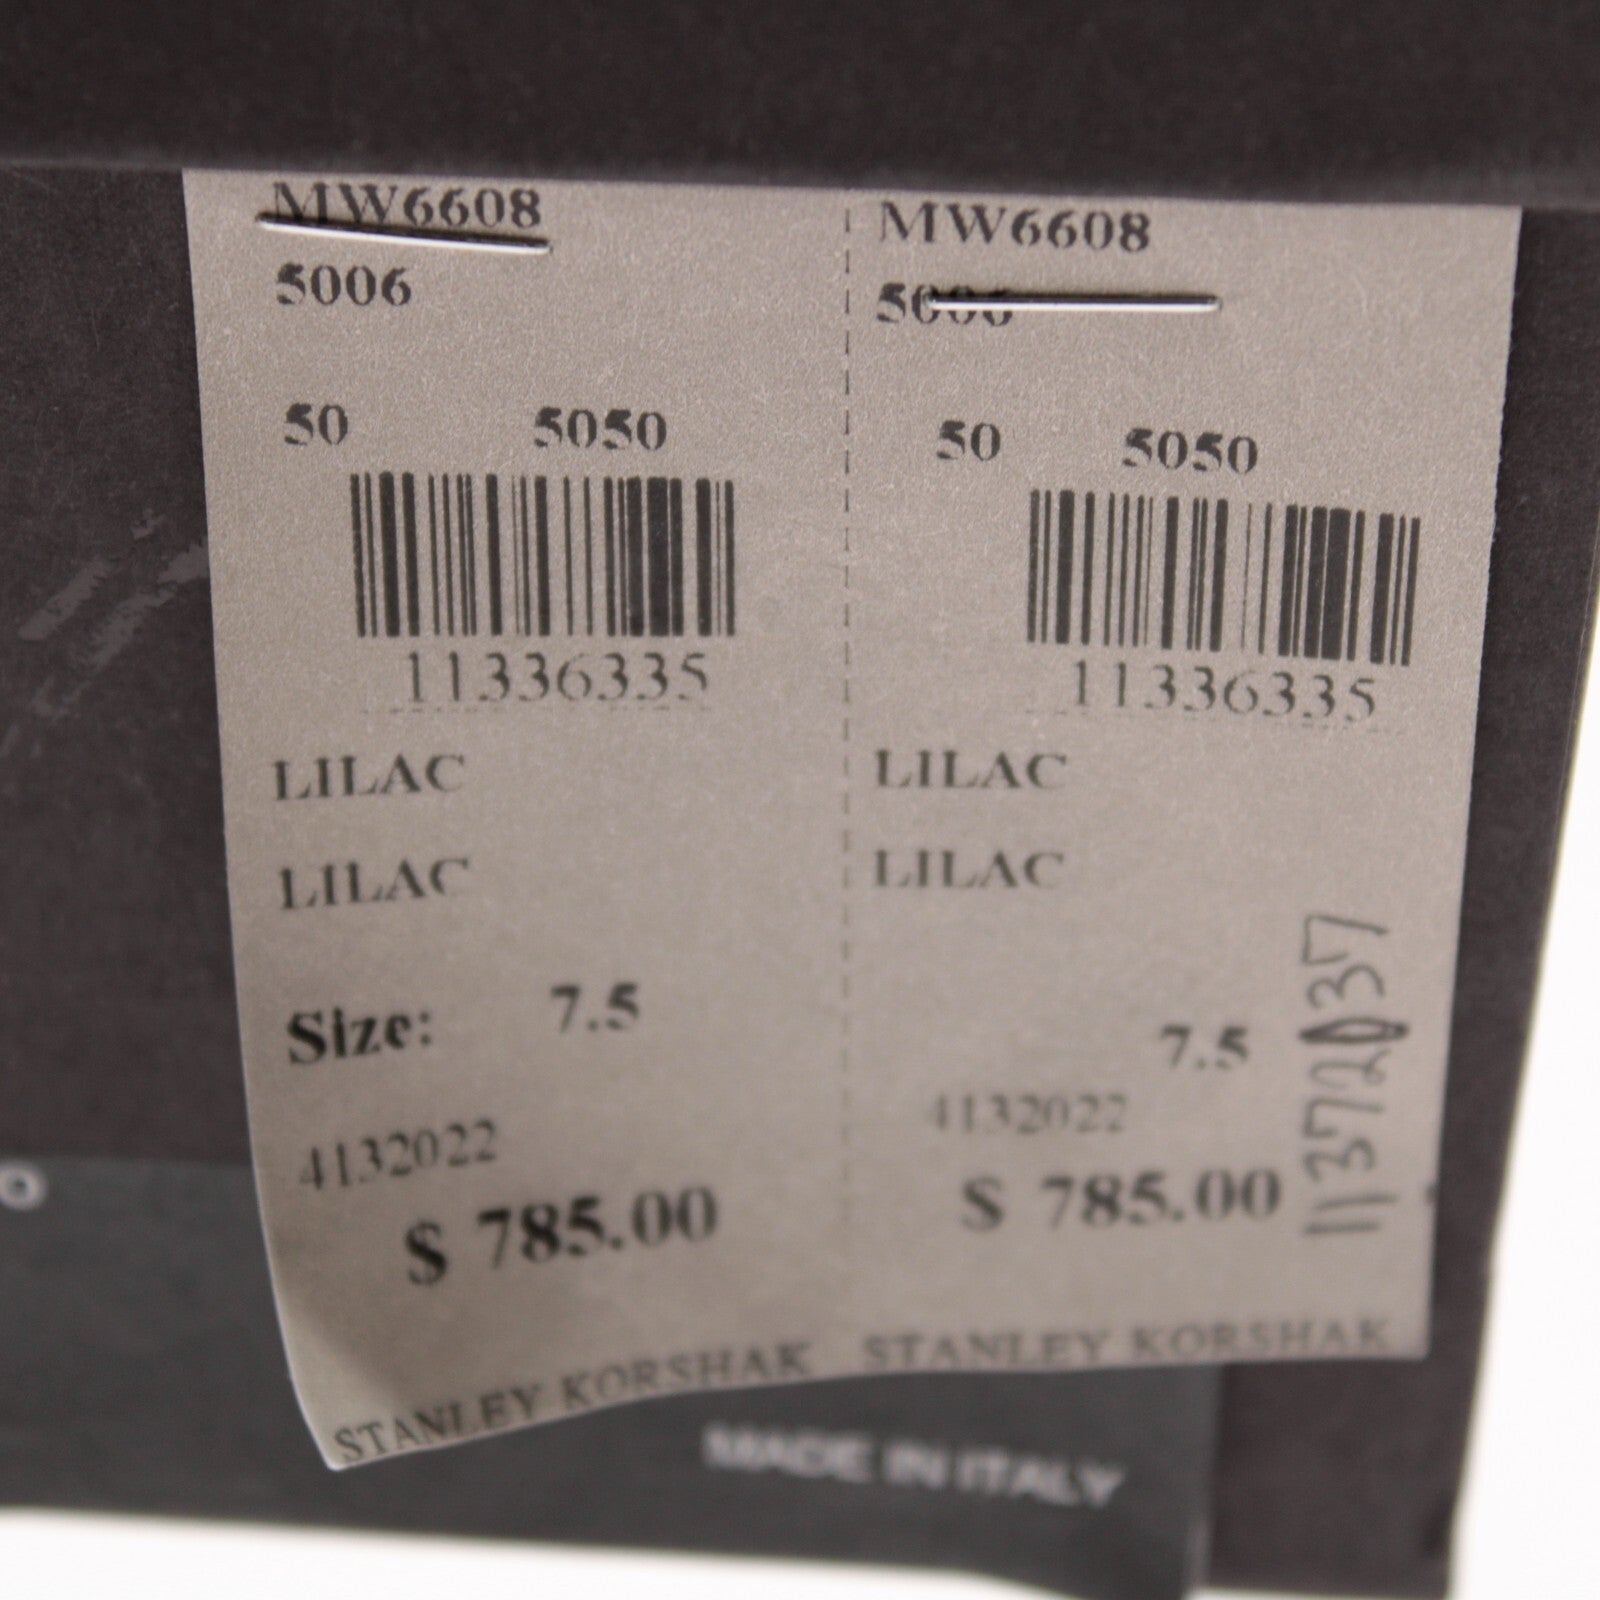 MW6608
5006
50 5050
11336335
LILAC
LILAC
Size: 7.5
4132022
$ 785.00
STANLEY KORSHAK
MW6608
5006
50 5050
11336335
LILAC
LILAC
7.5
4132022
$ 785.00
STANLEY KORSHAK
MADE IN ITALY